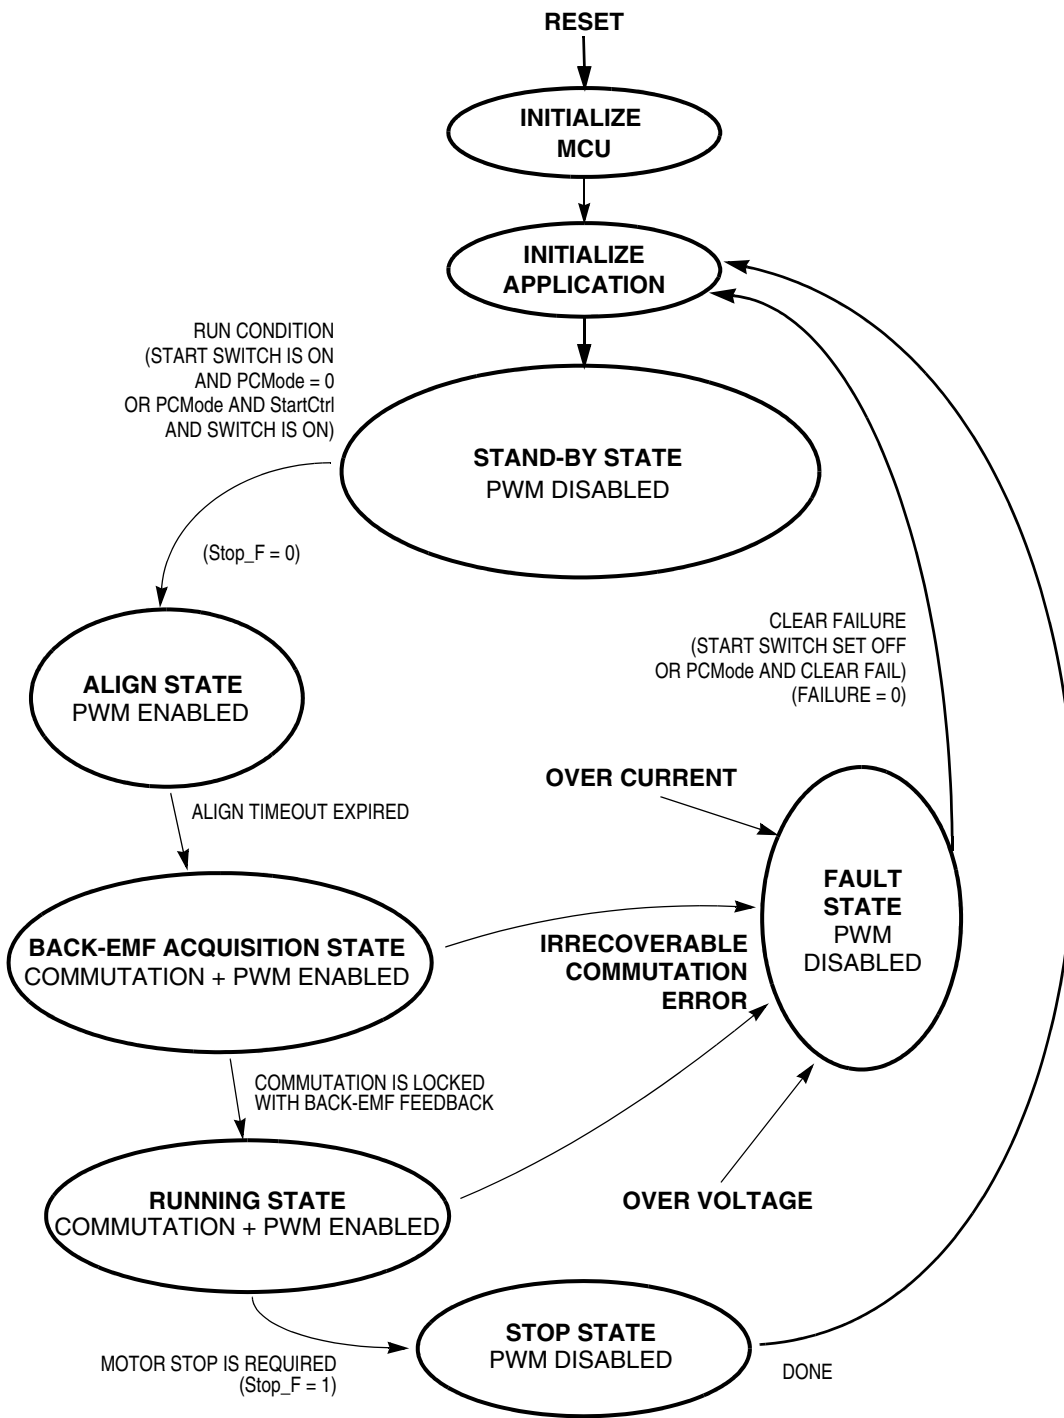 RESET
INITIALIZE
MCU
INITIALIZE
APPLICATION
RUN CONDITION
(START SWITCH IS ON
AND PCMode = 0
OR PCMode AND StartCtrl
AND SWITCH IS ON)
STAND-BY STATE
PWM DISABLED
(Stop_F = 0)
CLEAR FAILURE
(START SWITCH SET OFF
OR PCMode AND CLEAR FAIL)
(FAILURE = 0)
ALIGN STATE
PWM ENABLED
OVER CURRENT
ALIGN TIMEOUT EXPIRED
FAULT
STATE
PWM
DISABLED
BACK-EMF ACQUISITION STATE
COMMUTATION + PWM ENABLED
IRRECOVERABLE
COMMUTATION
ERROR
COMMUTATION IS LOCKED
WITH BACK-EMF FEEDBACK
RUNNING STATE
COMMUTATION + PWM ENABLED
OVER VOLTAGE
STOP STATE
PWM DISABLED
MOTOR STOP IS REQUIRED
(Stop_F = 1)
DONE